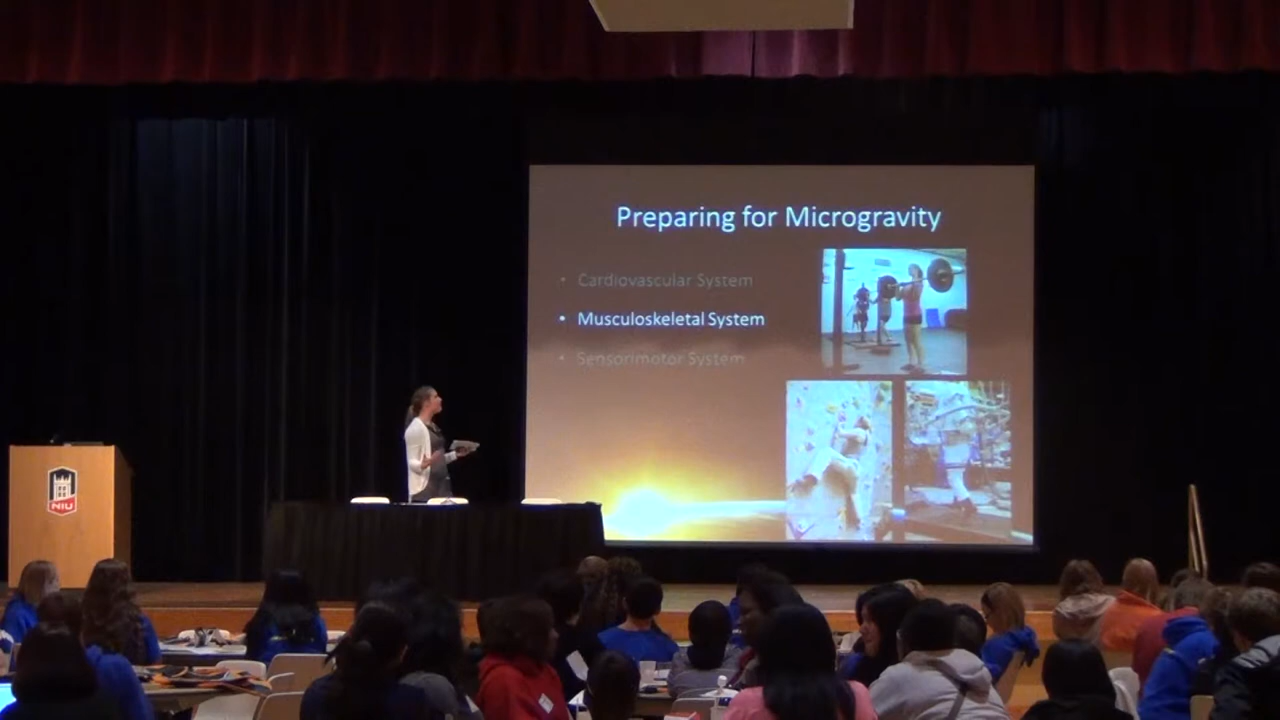 Preparing for Microgravity
• Cardiovascular System
• Musculoskeletal System
• Sensorimotor System
NIU